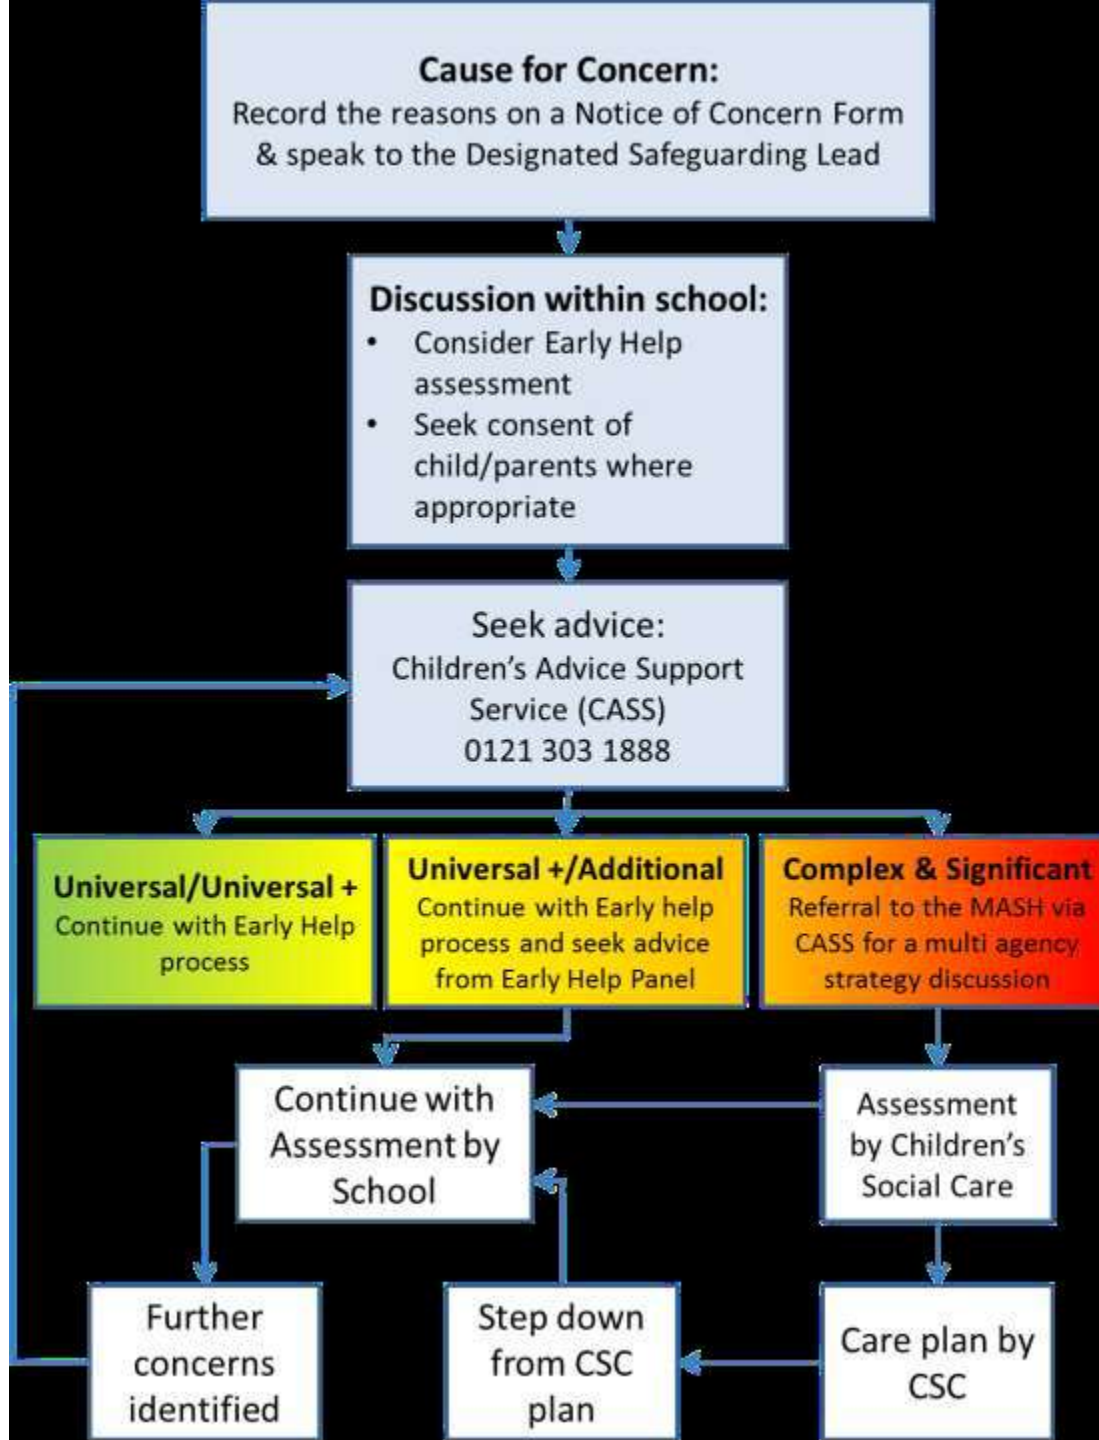 Cause for Concern:
Record the reasons on a Notice of Concern Form
& speak to the Designated Safeguarding Lead
Discussion within school:
• Consider Early Help
assessment
• Seek consent of
child/parents where
appropriate
Seek advice:
Children's Advice Support
Service (CASS)
0121 303 1888
Universal/Universal +
Continue with Early Help
process
Universal +/Additional
Continue with Early help
process and seek advice
from Early Help Panel
Complex & Significant
Referral to the MASH via
CASS for a multi agency
strategy discussion
Continue with
Assessment by
School
Assessment
by Children's
Social Care
Further
concerns
identified
Step down
from CSC
plan
Care plan by
CSC